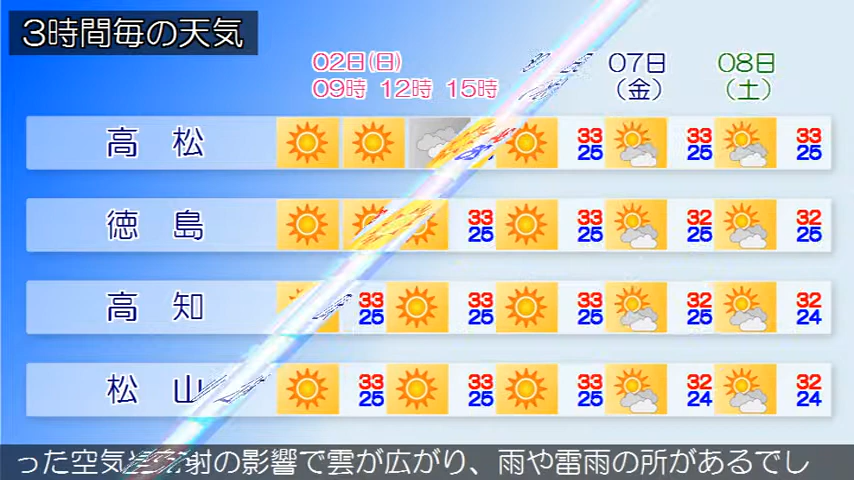 3時間毎の天気
02日(日) 07日 08日
09時 12時 15時 (金) (土)
高 松 33 33 33
25 25 25
徳 島 33 33 32 32
25 25 25 25
高 知 33 33 33 32 32
25 25 25 25 24
松 山 33 33 33 32 32
25 25 25 24 24
った空気と 射の影響で雲が広がり、雨や雷雨の所があるでし